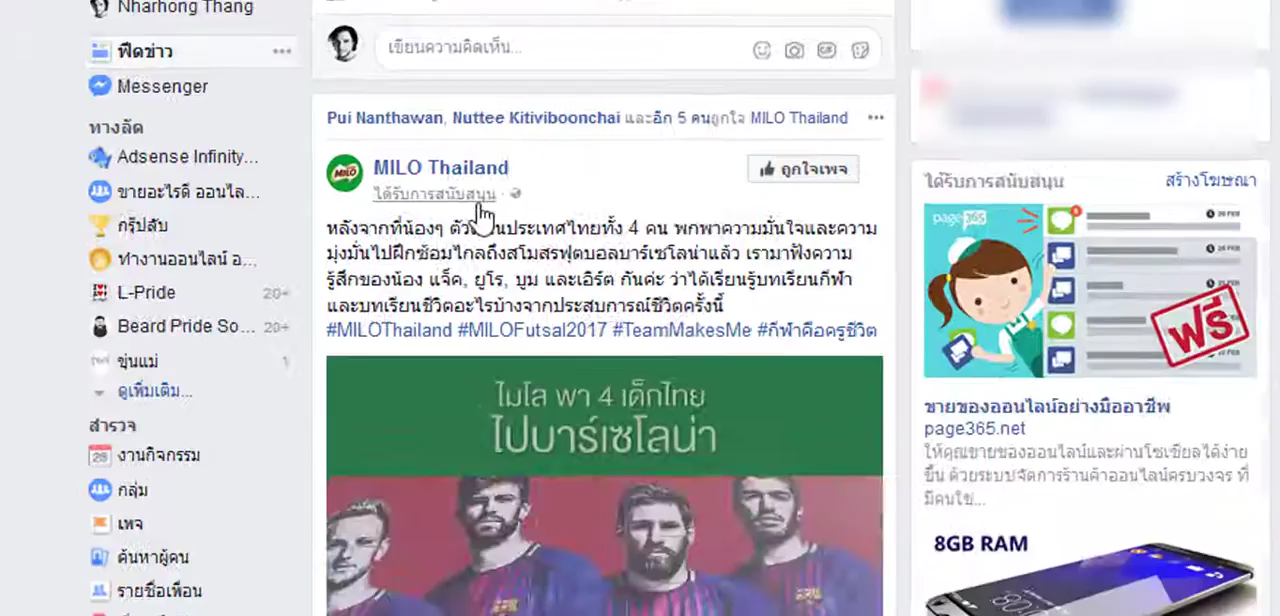 Nharhong Thang
ฟีดข่าว
Messenger
ทางลัด
Adsense Infinity...
ขายอะไรดี ออนไล...
กรุ๊ปลับ
ทำงานออนไลน์ อ...
L-Pride 20+
Beard Pride So... 20+
ขุ่นแม่ 1
ดูเพิ่มเติม...
สำรวจ
งานกิจกรรม
กลุ่ม
เพจ
ค้นหาผู้คน
รายชื่อเพื่อน
เขียนความคิดเห็น...
Pui Nanthawan, Nuttee Kitiviboonchai และอีก 5 คนถูกใจ MILO Thailand
MILO
MILO Thailand
ถูกใจเพจ
ได้รับการสนับสนุน
หลังจากที่น้องๆ ประเทศไทยทั้ง 4 คน พกพาความมั่นใจและความ
มุ่งมั่นไปฝึกซ้อมไกลถึงสโมสรฟุตบอลบาร์เซโลน่าแล้ว เรามาฟังความ
รู้สึกของน้อง แจ็ค, ยูโร, บูม และเอิร์ต กันค่ะ ว่าได้เรียนรู้บทเรียนกีฬา
และบทเรียนชีวิตอะไรบ้างจากประสบการณ์ชีวิตครั้งนี้
#MILOThailand #MILOFutsal2017 #TeamMakesMe #กีฬาคือครูชีวิต
ไมโล พา 4 เด็กไทย
ไปบาร์เซโลน่า
ได้รับการสนับสนุน สร้างโฆษณา
page365
ฟรี
ขายของออนไลน์อย่างมืออาชีพ
page365.net
ให้คุณขายของออนไลน์และผ่านโซเชียลได้ง่าย
ขึ้น ด้วยระบบจัดการร้านค้าออนไลน์ครบวงจร ที่
มีคนใช้...
8GB RAM